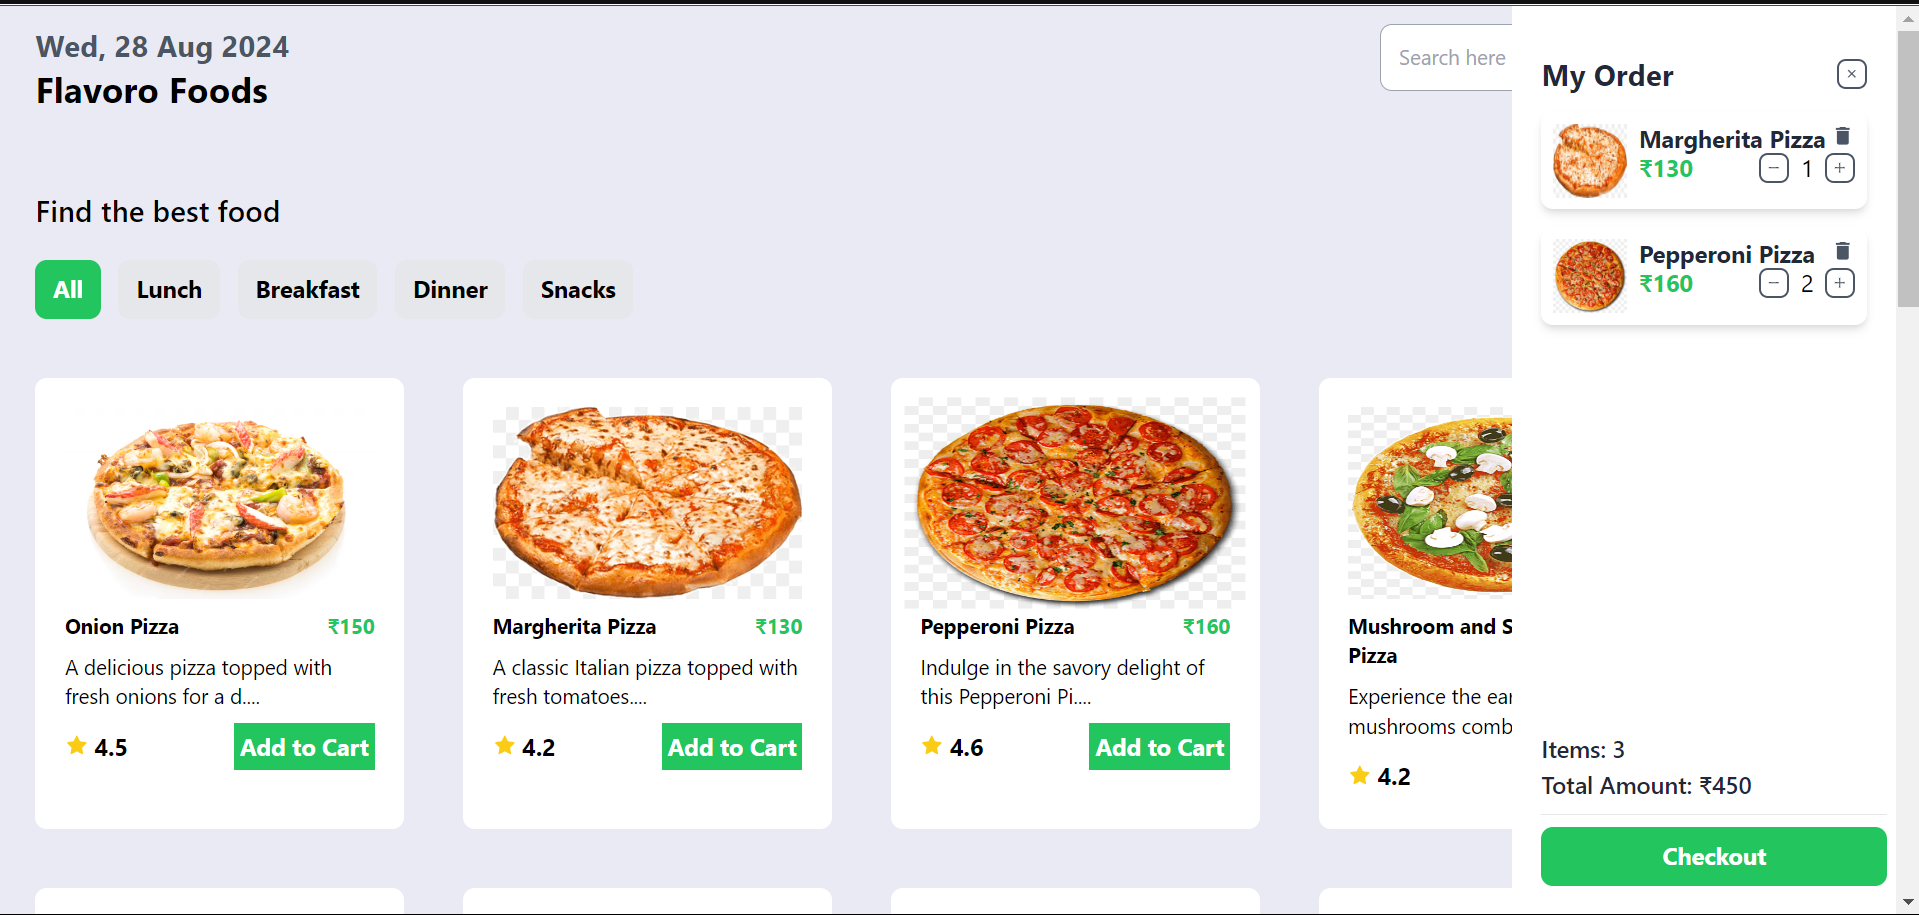 Wed, 28 Aug 2024
Flavoro Foods
Search here
Find the best food
All
Lunch
Breakfast
Dinner
Snacks
Onion Pizza
₹150
A delicious pizza topped with
fresh onions for a d....
4.5
Add to Cart
Margherita Pizza
₹130
A classic Italian pizza topped with
fresh tomatoes....
4.2
Add to Cart
Pepperoni Pizza
₹160
Indulge in the savory delight of
this Pepperoni Pi....
4.6
Add to Cart
Mushroom and S
Pizza
Experience the ear
mushrooms comb
4.2
My Order
Margherita Pizza
₹130
1
Pepperoni Pizza
₹160
2
Items: 3
Total Amount: ₹450
Checkout